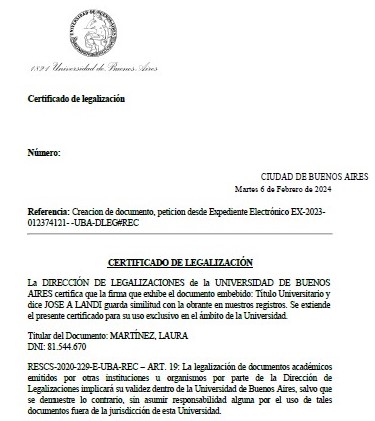 1821 Universidad de Buenos Aires
Certificado de legalización
Número:
CIUDAD DE BUENOS AIRES
Martes 6 de Febrero de 2024
Referencia: Creacion de documento, peticion desde Expediente Electrónico EX-2023-
012374121- -UBA-DLEG#REC
CERTIFICADO DE LEGALIZACIÓN
La DIRECCIÓN DE LEGALIZACIONES de la UNIVERSIDAD DE BUENOS
AIRES certifica que la firma que exhibe el documento embebido: Título Universitario y
dice JOSE A LANDI guarda similitud con la obrante en nuestros registros. Se extiende
el presente certificado para su uso exclusivo en el ámbito de la Universidad.
Titular del Documento: MARTÍNEZ, LAURA
DNI: 81.544.670
RESCS-2020-229-E-UBA-REC – ART. 19: La legalización de documentos académicos
emitidos por otras instituciones u organismos por parte de la Dirección de
Legalizaciones implicará su validez dentro de la Universidad de Buenos Aires, salvo que
se demuestre lo contrario, sin asumir responsabilidad alguna por el uso de tales
documentos fuera de la jurisdicción de esta Universidad.